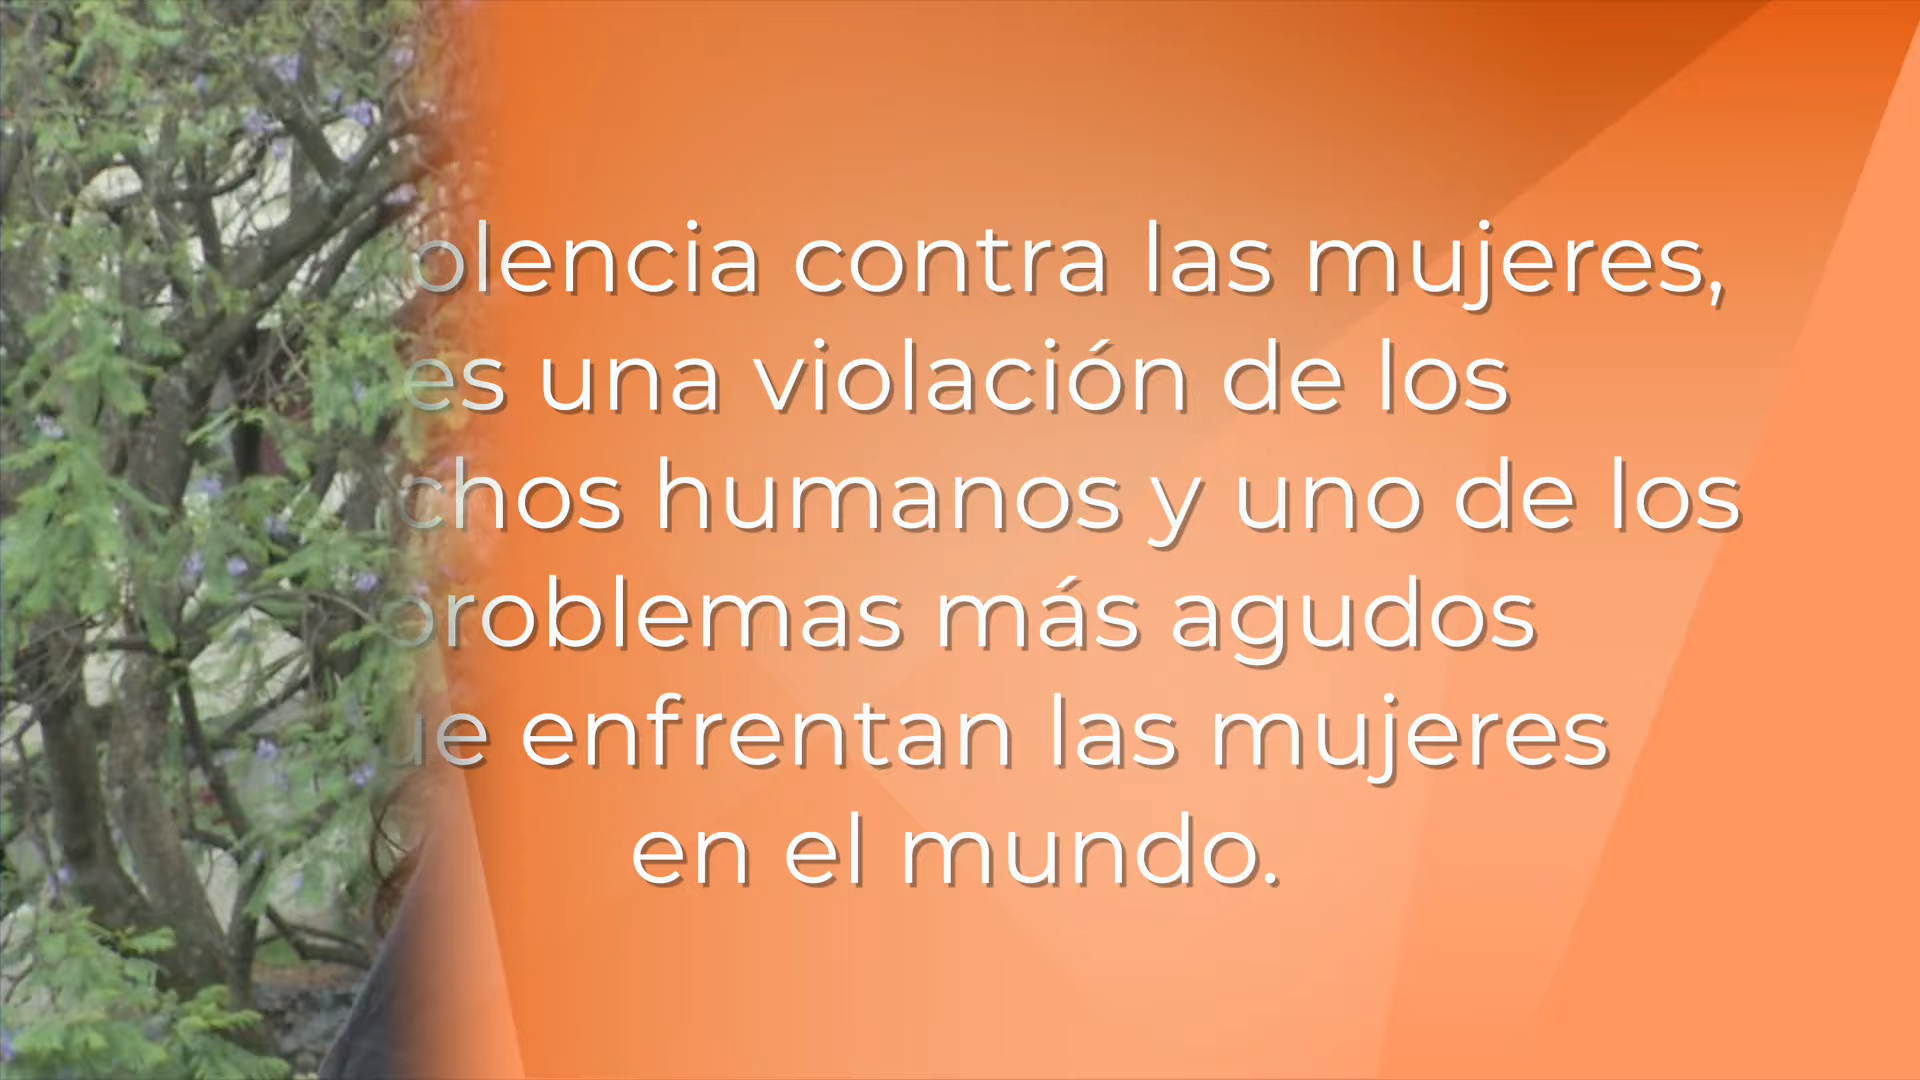 olencia contra las mujeres,
es una violación de los
chos humanos y uno de los
problemas más agudos
ue enfrentan las mujeres
en el mundo.